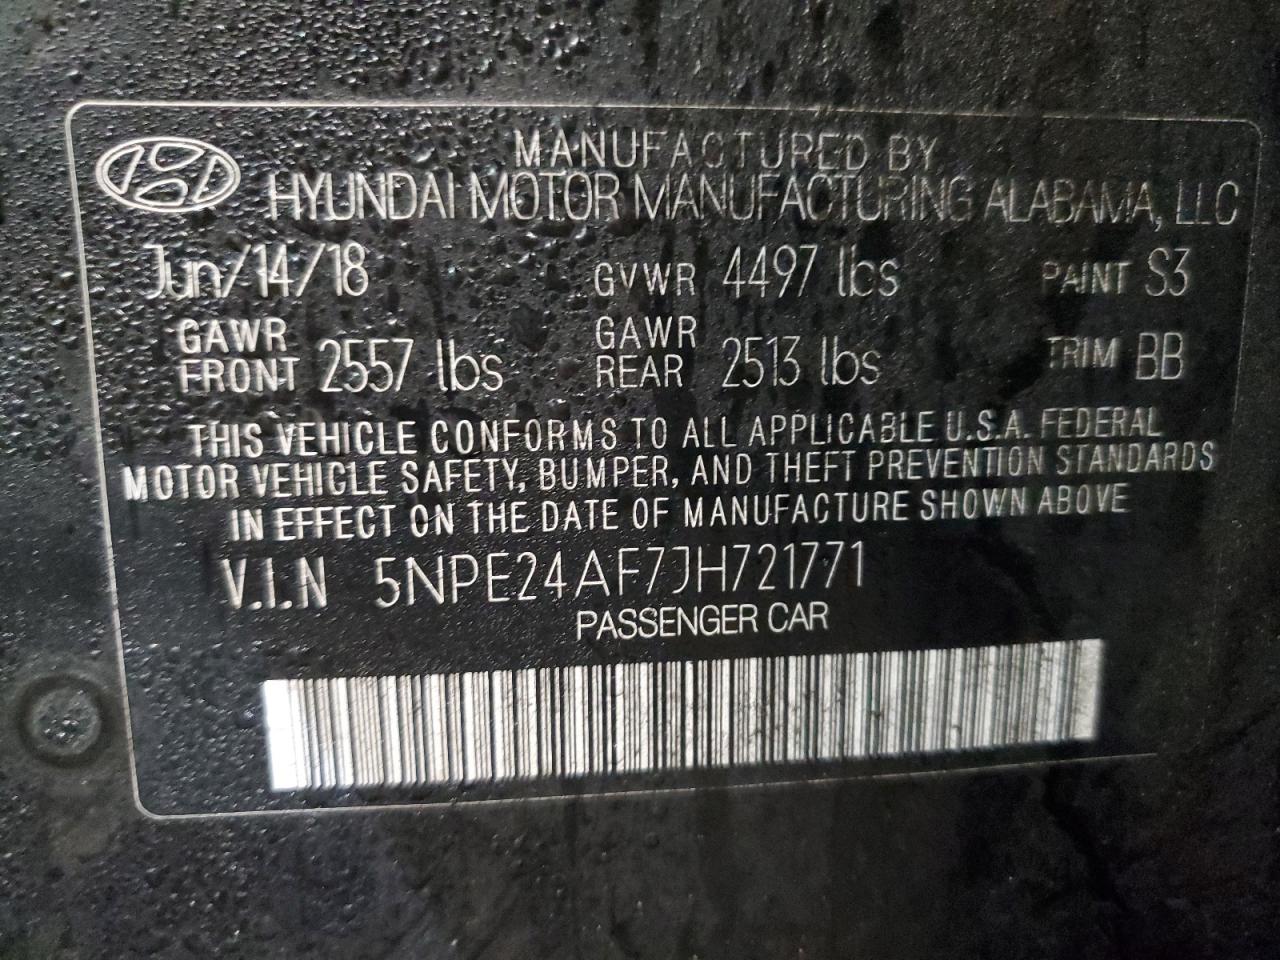 MANUFACTURED BY
HYUNDAI MOTOR MANUFACTURING ALABAMA, LLC
Jun/14/18 GVWR 4497 lbs PAINT S3
GAWR FRONT 2557 lbs GAWR REAR 2513 lbs TRIM BB
THIS VEHICLE CONFORMS TO ALL APPLICABLE U.S.A. FEDERAL
MOTOR VEHICLE SAFETY, BUMPER, AND THEFT PREVENTION STANDARDS
IN EFFECT ON THE DATE OF MANUFACTURE SHOWN ABOVE
V.I.N 5NPE24AF7JH721771
PASSENGER CAR